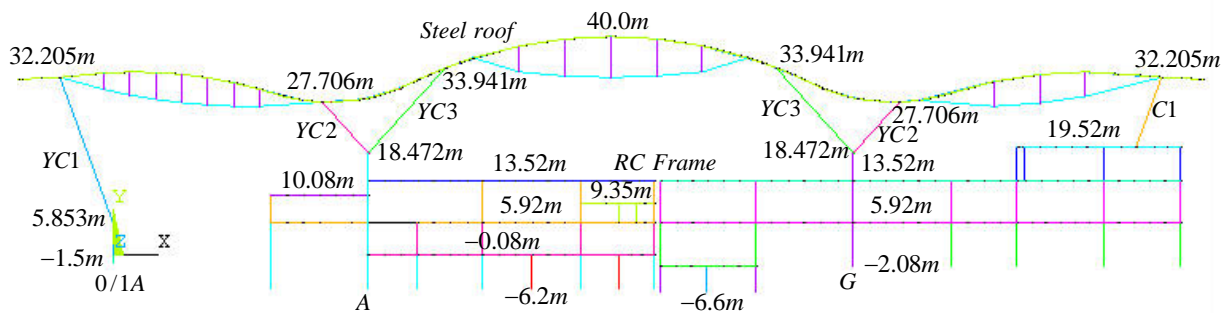 Steel roof
40.0m
32.205m
27.706m
33.941m
33.941m
32.205m
YC2
YC3
YC3
YC2
27.706m
C1
YC1
18.472m
18.472m
19.52m
13.52m
RC Frame
13.52m
10.08m
9.35m
Y
5.853m
5.92m
5.92m
Z
X
−0.08m
−1.5m
−2.08m
0/1A
A
−6.2m
−6.6m
G